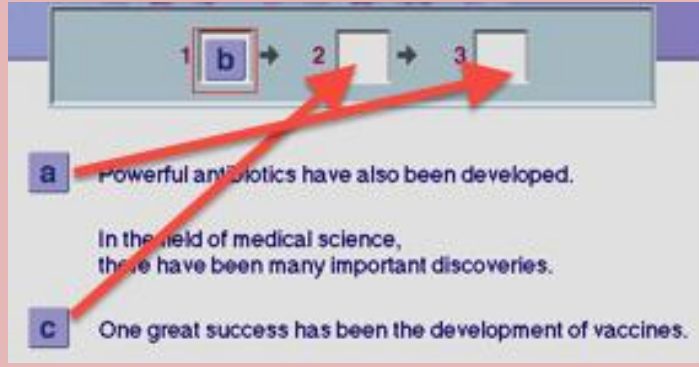 1 b → 2 → 3
a Powerful antibiotics have also been developed.
In the field of medical science,
there have been many important discoveries.
c One great success has been the development of vaccines.